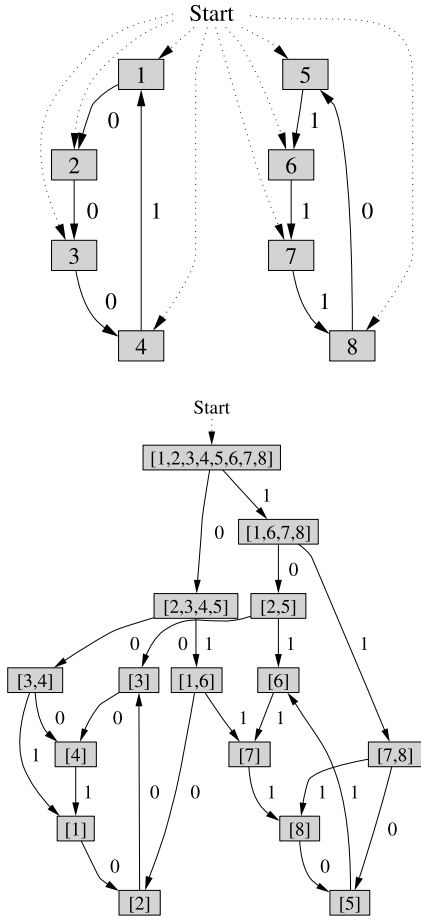 Start
1 5
0 1
2 6
0 1 1 0
3 7
0 1
4 8
Start
[1,2,3,4,5,6,7,8]
1
0 [1,6,7,8]
0
[2,3,4,5] [2,5]
0 0 1 1 1
[3,4] [3] [1,6] [6]
0 0 1 1
1 [4] [7] [7,8]
1 0 0 1 1 1
[1] [8] 0
0 0
[2] [5]